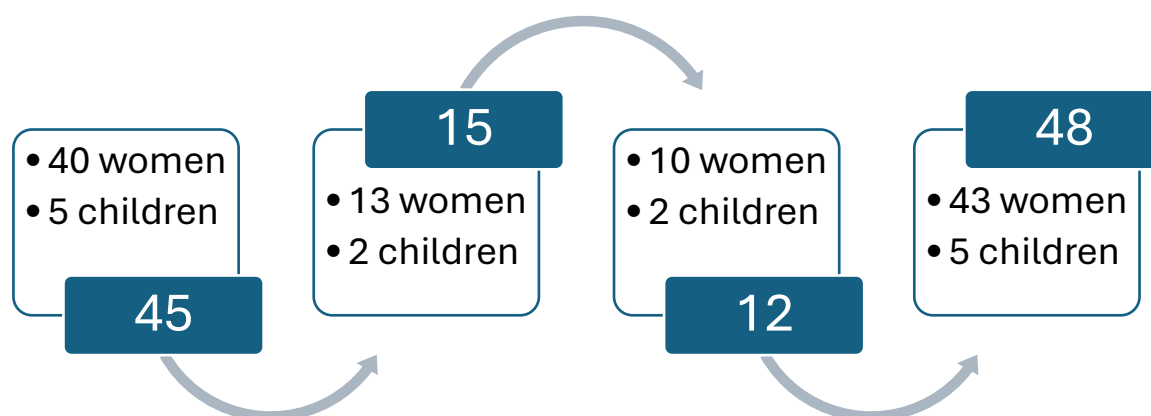 • 40 women
• 5 children
45
15
• 13 women
• 2 children
• 10 women
• 2 children
12
48
• 43 women
• 5 children